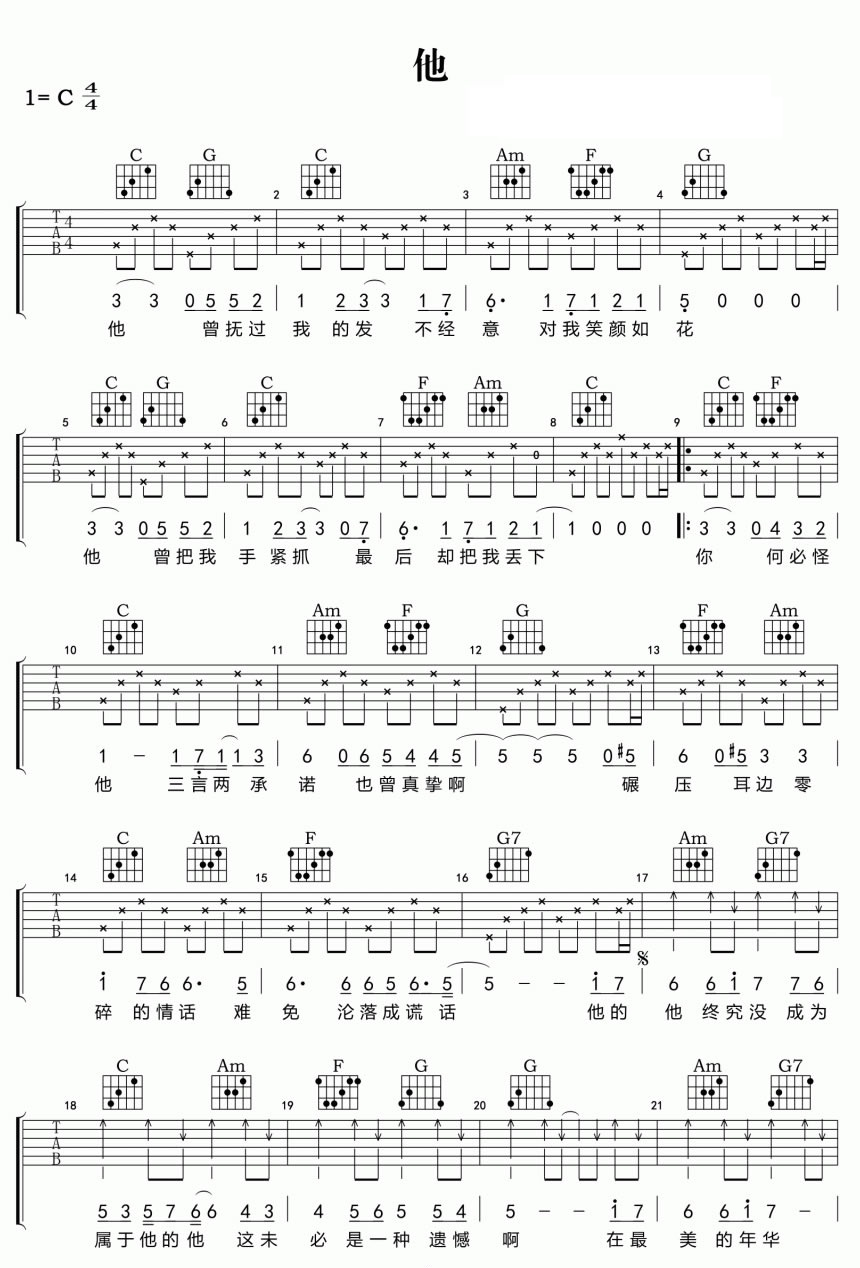 他
1= C 4/4
C G C Am F G
2 3 4
T A B 4/4
3 3 0 5 5 2 | 1 2 3 3 1 7 | 6· 1 7 1 2 1 | 5 0 0 0 |
他 曾抚过 我 的发 不经 意 对我笑颜如 花
C G C F Am C C F
5 6 7 8 9
T A B 0
3 3 0 5 5 2 | 1 2 3 3 0 7 | 6· 1 7 1 2 1 | 1 0 0 0 |: 3 3 0 4 3 2
他 曾把我 手 紧抓 最 后 却把我丢下 你 何必怪
C Am F G F Am
10 11 12 13
T A B
1 – 1 7 1 1 3 | 6 0 6 5 4 4 5 | 5 5 5 0 #5 | 6 0 #5 3 3 |
他 三言两 承 诺 也曾真挚啊 碾 压 耳边 零
C Am F G7 Am G7
14 15 16 17
T A B
1 7 6 6· 5 | 6· 6 6 5 6· 5 | 5 – – 1 7 | 6 6 1 7 7 6
碎 的情话 难 免 沦落成谎话 他的 他 终究没 成为
C Am F G G Am G7
18 19 20 21
T A B
5 3 5 7 6 6 4 3 | 4 5 6 5 5 4 | 5 – – 1 7 | 6 6 1 7 –
属于他的他 这未 必 是一种 遗憾 啊 在最 美 的年华